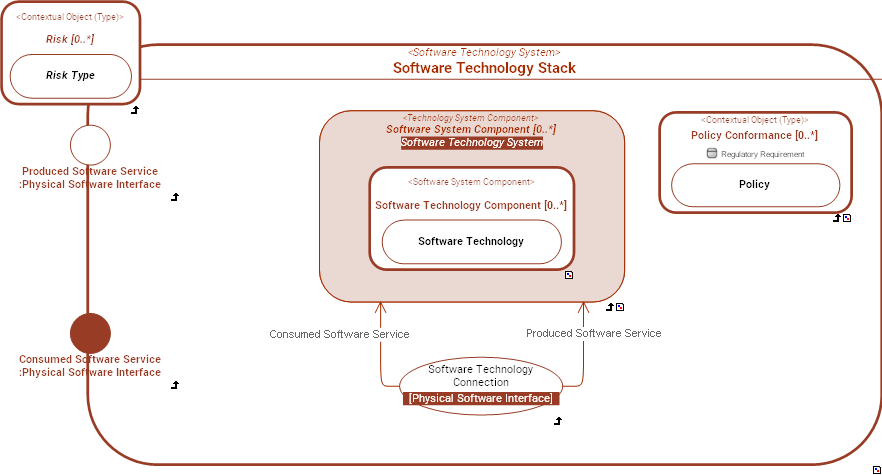 <Contextual Object (Type)>
Risk [0..*]
Risk Type
<Software Technology System>
Software Technology Stack
<Technology System Component>
Software System Component [0..*]
Software Technology System
<Software System Component>
Software Technology Component [0..*]
Software Technology
<Contextual Object (Type)>
Policy Conformance [0..*]
Regulatory Requirement
Policy
Produced Software Service
:Physical Software Interface
Consumed Software Service
:Physical Software Interface
Consumed Software Service
Produced Software Service
Software Technology
Connection
[Physical Software Interface]